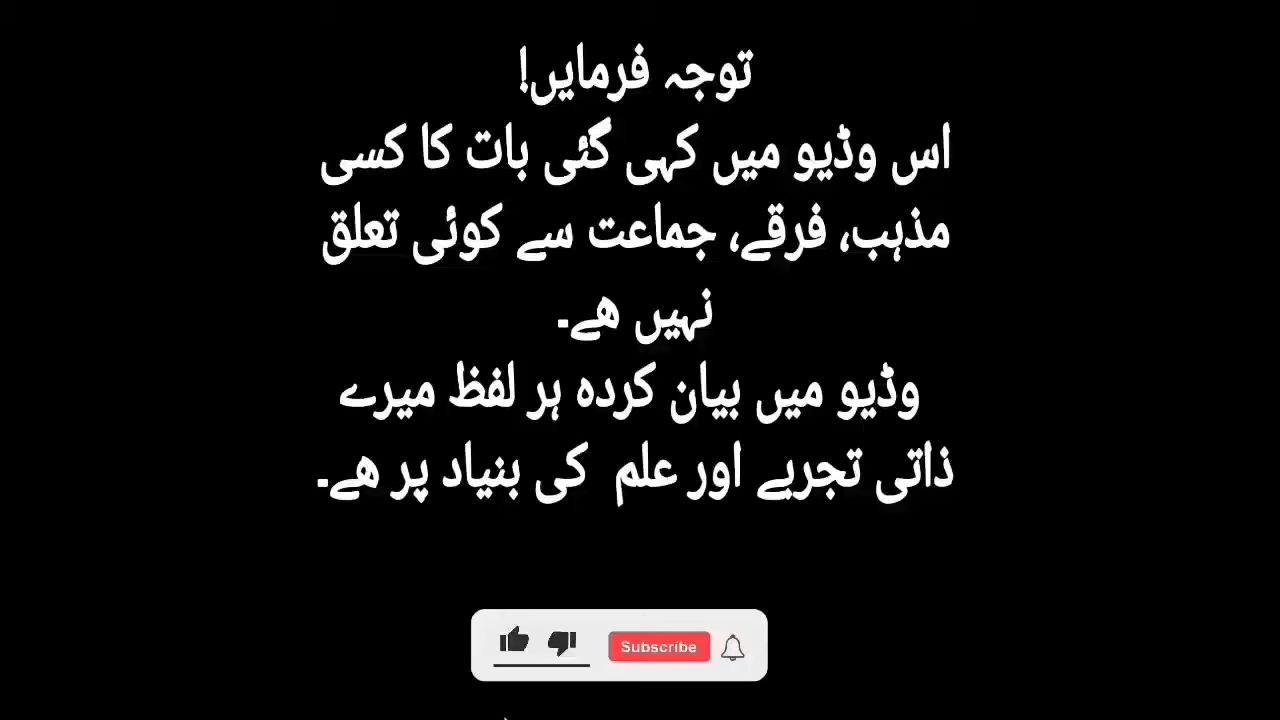 توجہ فرمایں!
اس وڈیو میں کہی گئی بات کا کسی
مذہب، فرقے، جماعت سے کوئی تعلق
نہیں ھے۔
وڈیو میں بیان کردہ ہر لفظ میرے
ذاتی تجربے اور علم کی بنیاد پر ھے۔
Subscribe